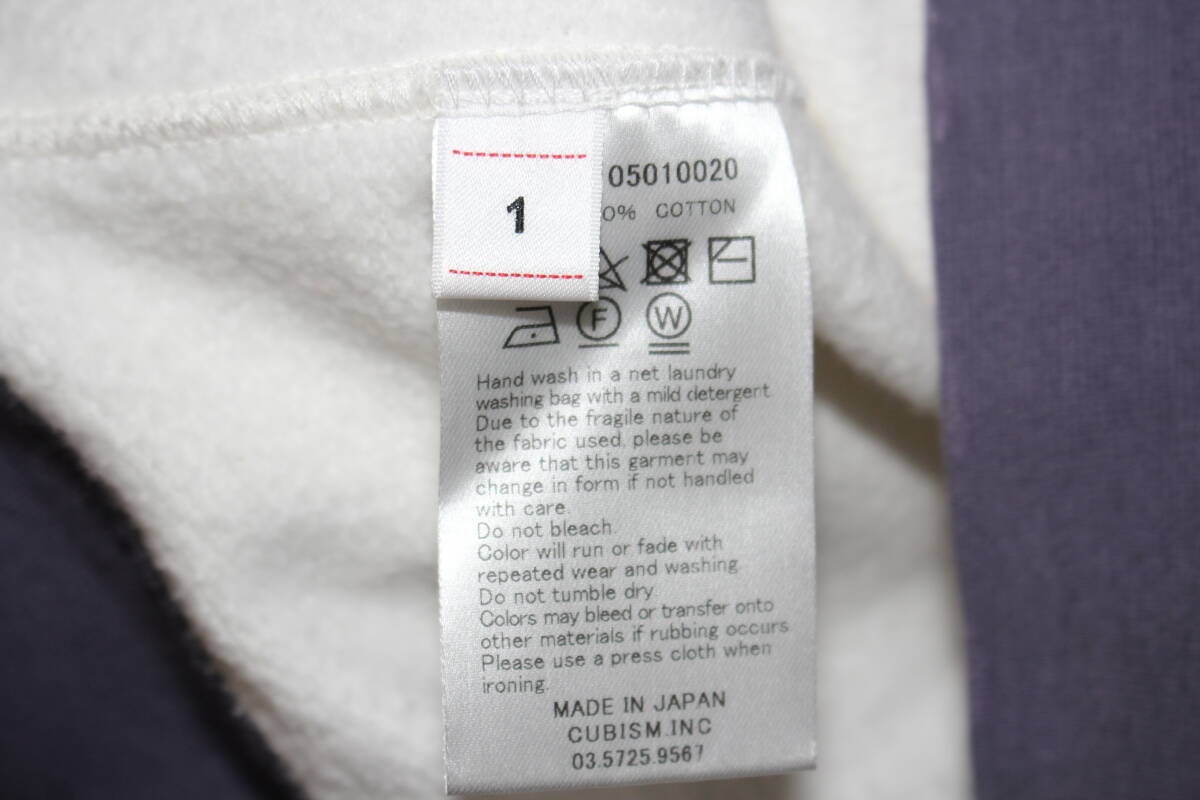 1
05010020
0% COTTON
F W
Hand wash in a net laundry
washing bag with a mild detergent.
Due to the fragile nature of
the fabric used, please be
aware that this garment may
change in form if not handled
with care.
Do not bleach.
Color will run or fade with
repeated wear and washing.
Do not tumble dry.
Colors may bleed or transfer onto
other materials if rubbing occurs.
Please use a press cloth when
ironing.
MADE IN JAPAN
CUBISM.INC
03.5725.9567